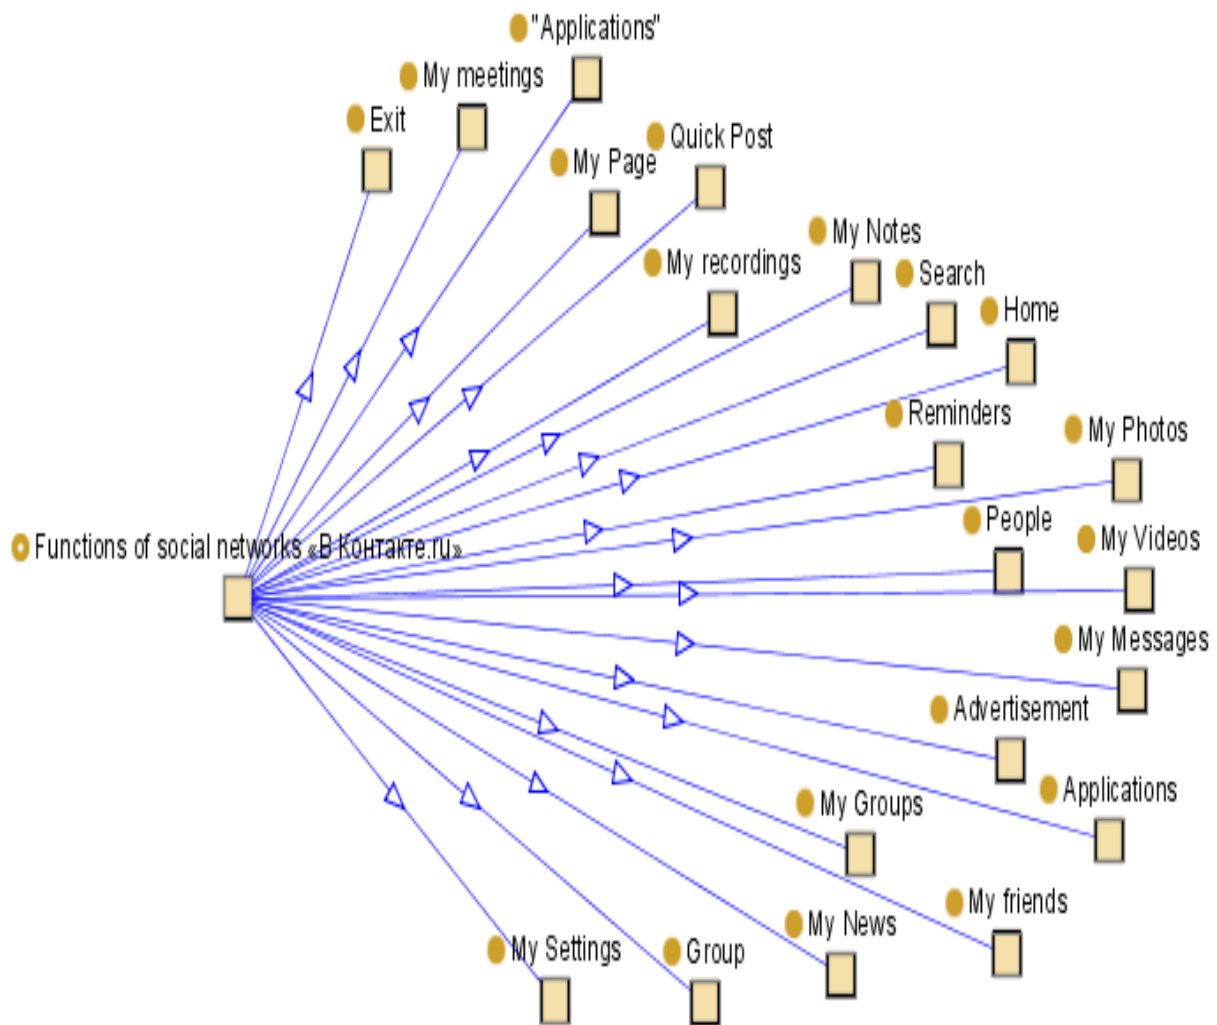 "Applications"
My meetings
Exit
Quick Post
My Page
My Notes
My recordings
Search
Home
Reminders
My Photos
People
My Videos
Functions of social networks «В Контакте.ru»
My Messages
Advertisement
Applications
My Groups
My friends
My News
My Settings
Group